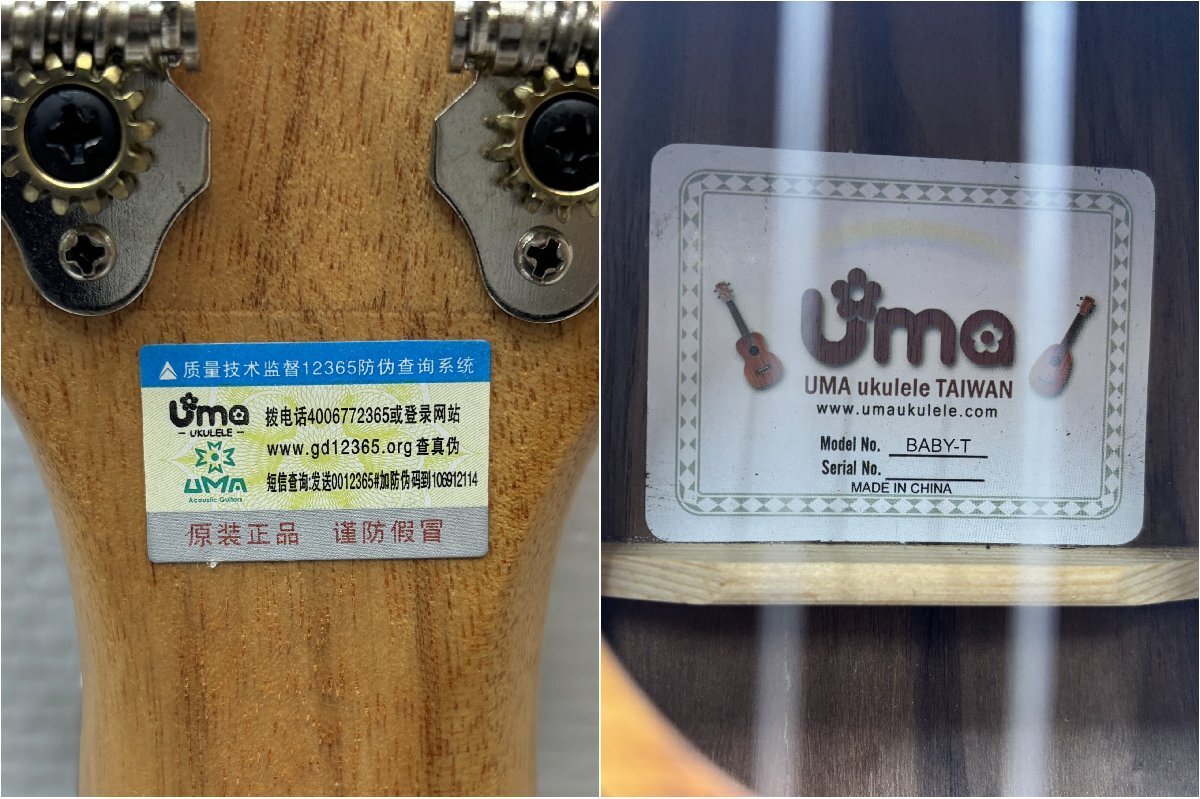 质量技术监督12365防伪查询系统
Uma
UKULELE
UMA
Acoustic Guitars
拨电话4006772365或登录网站
www.gd12365.org查真伪
短信查询:发送0012365#加防伪码到106912114
原装正品 谨防假冒
Uma
UMA ukulele TAIWAN
www.umaukulele.com
Model No. BABY-T
Serial No.
MADE IN CHINA